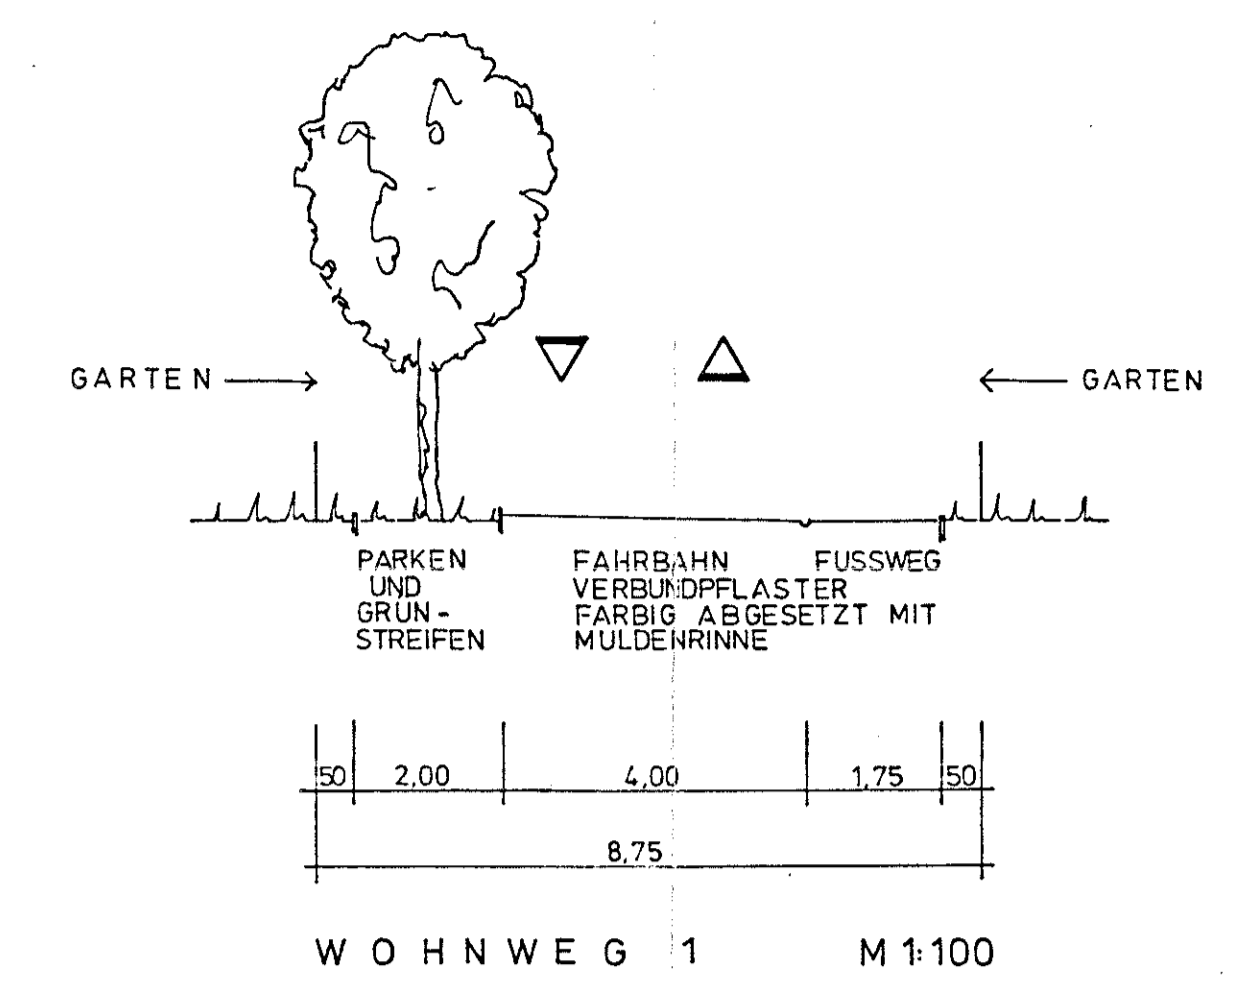 GARTEN
GARTEN
PARKEN
UND
GRUN-
STREIFEN
FAHRBAHN
VERBUNDPFLASTER
FARBIG ABGESETZT MIT
MULDENRINNE
FUSSWEG
50 2,00 4,00 1,75 50
8,75
WOHNWEG 1 M 1:100